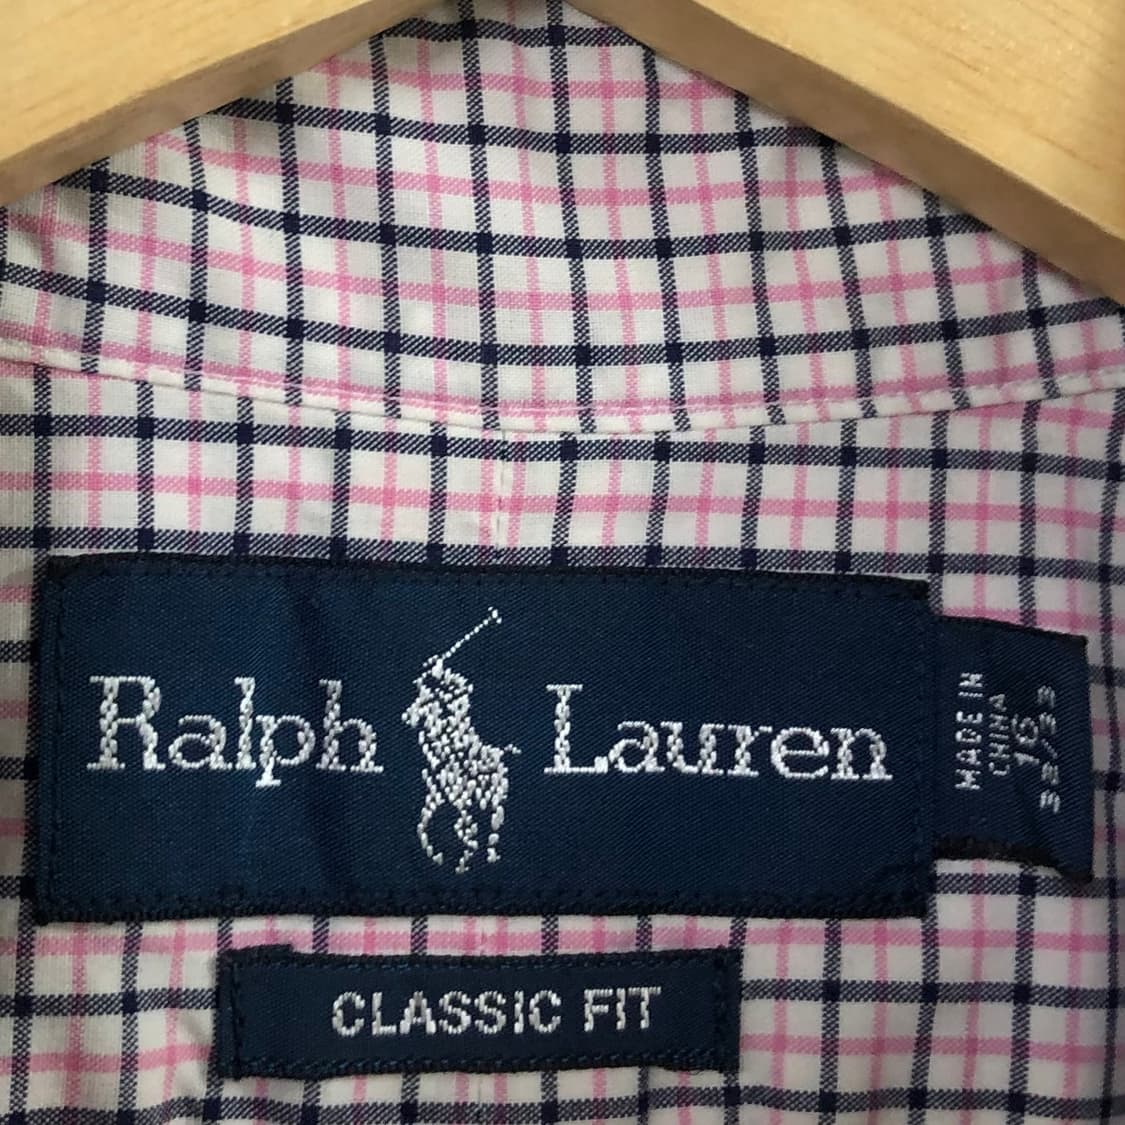 Ralph Lauren
MADE IN
CHINA
16
32/33
CLASSIC FIT